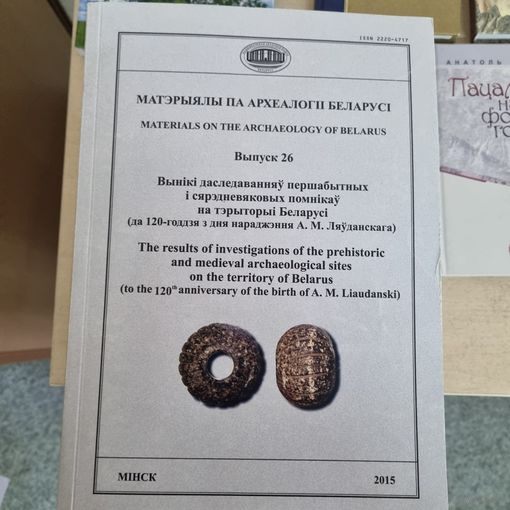 ISSN 2220-4717
МАТЭРЫЯЛЫ ПА АРХЕАЛОГІІ БЕЛАРУСІ
MATERIALS ON THE ARCHAEOLOGY OF BELARUS
Выпуск 26
Вынікі даследаванняў першабытных
і сярэдневяковых помнікаў
на тэрыторыі Беларусі
(да 120-годдзя з дня нараджэння А. М. Ляўданскага)
The results of investigations of the prehistoric
and medieval archaeological sites
on the territory of Belarus
(to the 120th anniversary of the birth of A. M. Liaudanski)
МІНСК
2015
АНАТОЛЬ